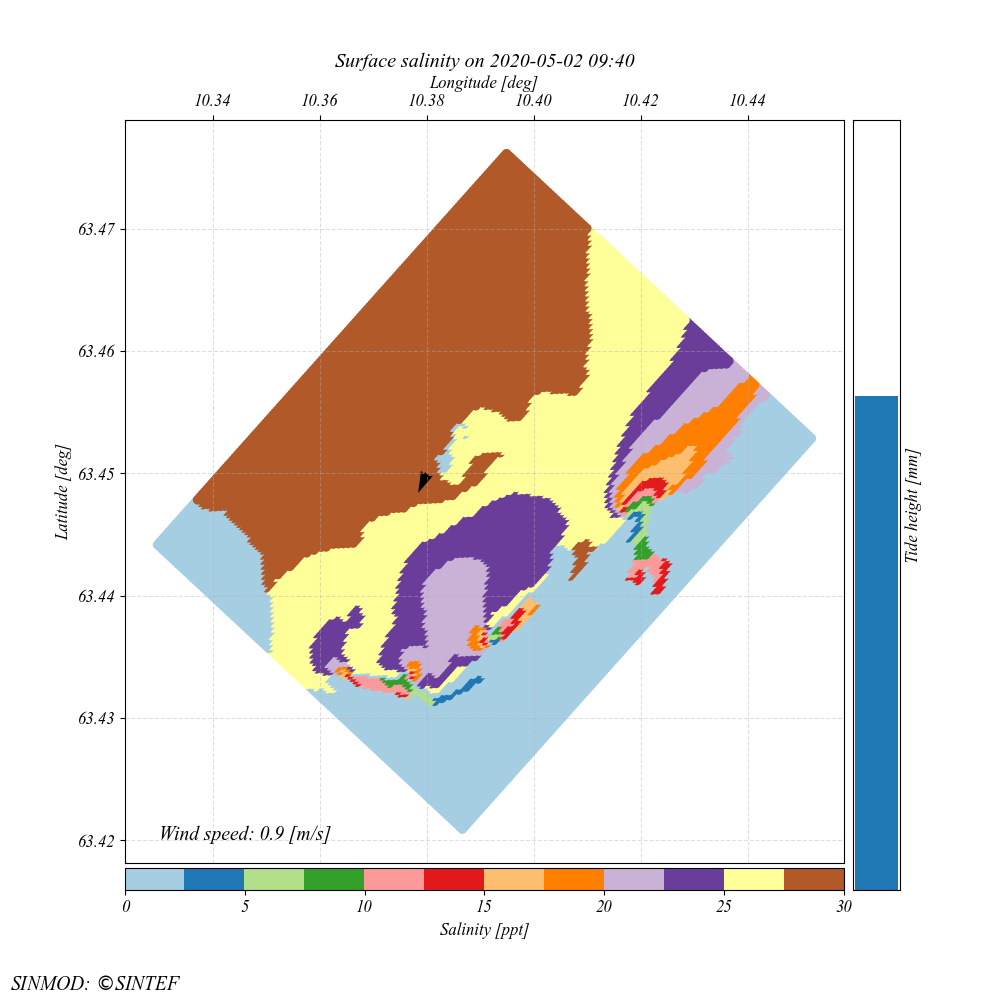 Surface salinity on 2020-05-02 09:40
Longitude [deg]
10.34 10.36 10.38 10.40 10.42 10.44
63.47
63.46
63.45
63.44
63.43
63.42
Latitude [deg]
Tide height [mm]
Wind speed: 0.9 [m/s]
0 5 10 15 20 25 30
Salinity [ppt]
SINMOD: ©SINTEF